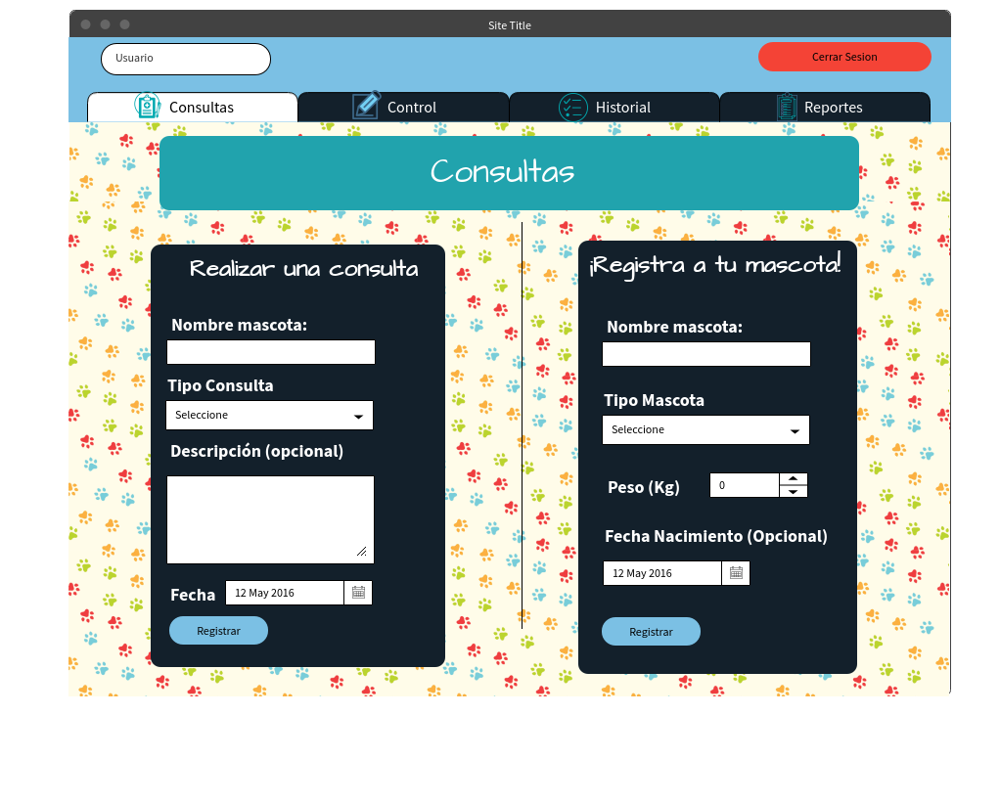 Site Title
Usuario
Cerrar Sesion
Consultas
Control
Historial
Reportes
Consultas
Realizar una consulta
Nombre mascota:
Tipo Consulta
Seleccione
Descripción (opcional)
Fecha
12 May 2016
Registrar
¡Registra a tu mascota!
Nombre mascota:
Tipo Mascota
Seleccione
Peso (Kg)
0
Fecha Nacimiento (Opcional)
12 May 2016
Registrar